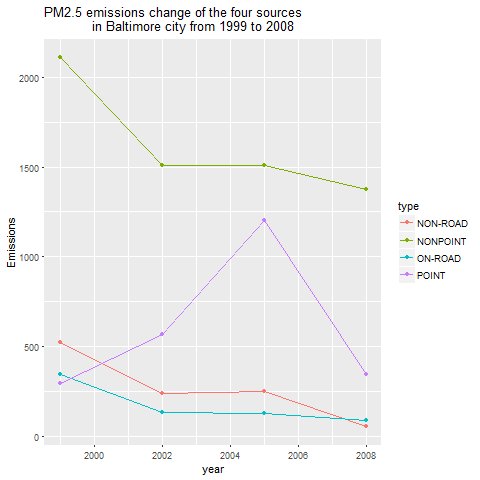 PM2.5 emissions change of the four sources
in Baltimore city from 1999 to 2008
2000
1500
1000
500
0
Emissions
2000 2002 2004 2006 2008
year
type
NON-ROAD
NONPOINT
ON-ROAD
POINT